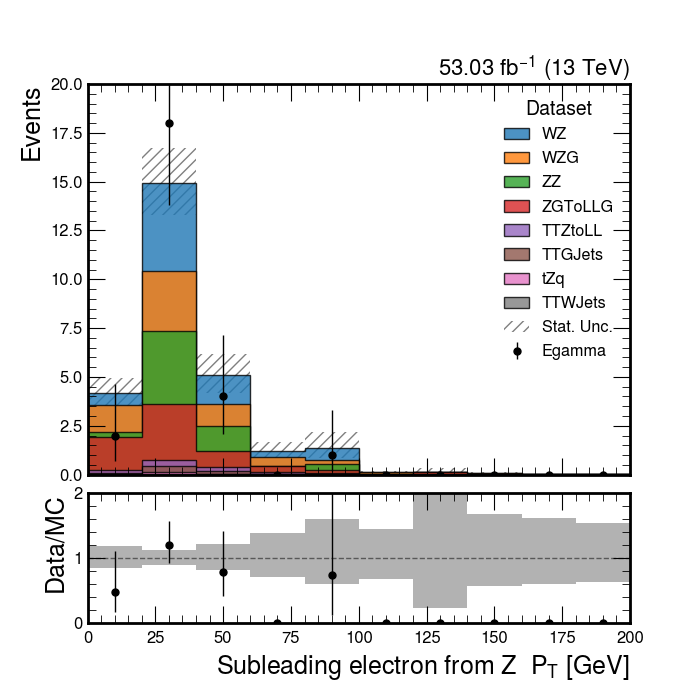 53.03 fb⁻¹ (13 TeV)
Events
20.0
17.5
15.0
12.5
10.0
7.5
5.0
2.5
0.0
Dataset
WZ
WZG
ZZ
ZGToLLG
TTZtoLL
TTGJets
tZq
TTWJets
Stat. Unc.
Egamma
Data/MC
2
1
0
0 25 50 75 100 125 150 175 200
Subleading electron from Z P_T [GeV]